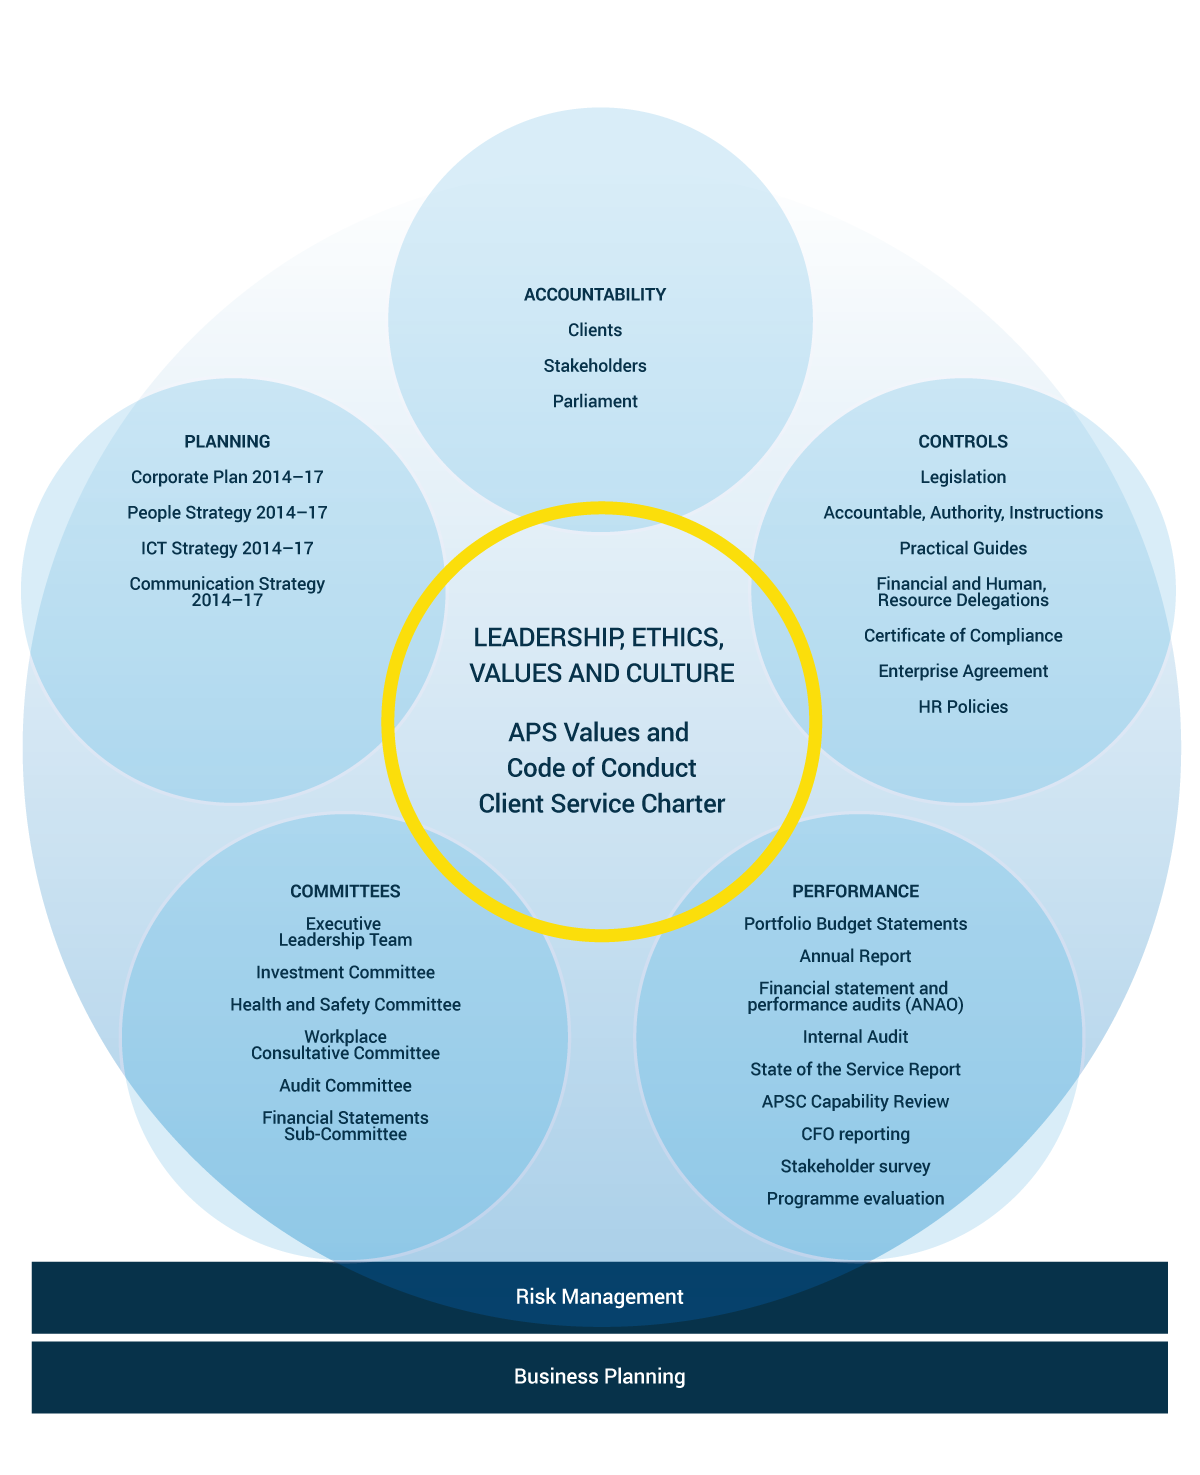 ACCOUNTABILITY
Clients
Stakeholders
Parliament
PLANNING
Corporate Plan 2014–17
People Strategy 2014–17
ICT Strategy 2014–17
Communication Strategy
2014–17
CONTROLS
Legislation
Accountable, Authority, Instructions
Practical Guides
Financial and Human,
Resource Delegations
Certificate of Compliance
Enterprise Agreement
HR Policies
LEADERSHIP, ETHICS,
VALUES AND CULTURE
APS Values and
Code of Conduct
Client Service Charter
COMMITTEES
Executive
Leadership Team
Investment Committee
Health and Safety Committee
Workplace
Consultative Committee
Audit Committee
Financial Statements
Sub-Committee
PERFORMANCE
Portfolio Budget Statements
Annual Report
Financial statement and
performance audits (ANAO)
Internal Audit
State of the Service Report
APSC Capability Review
CFO reporting
Stakeholder survey
Programme evaluation
Risk Management
Business Planning